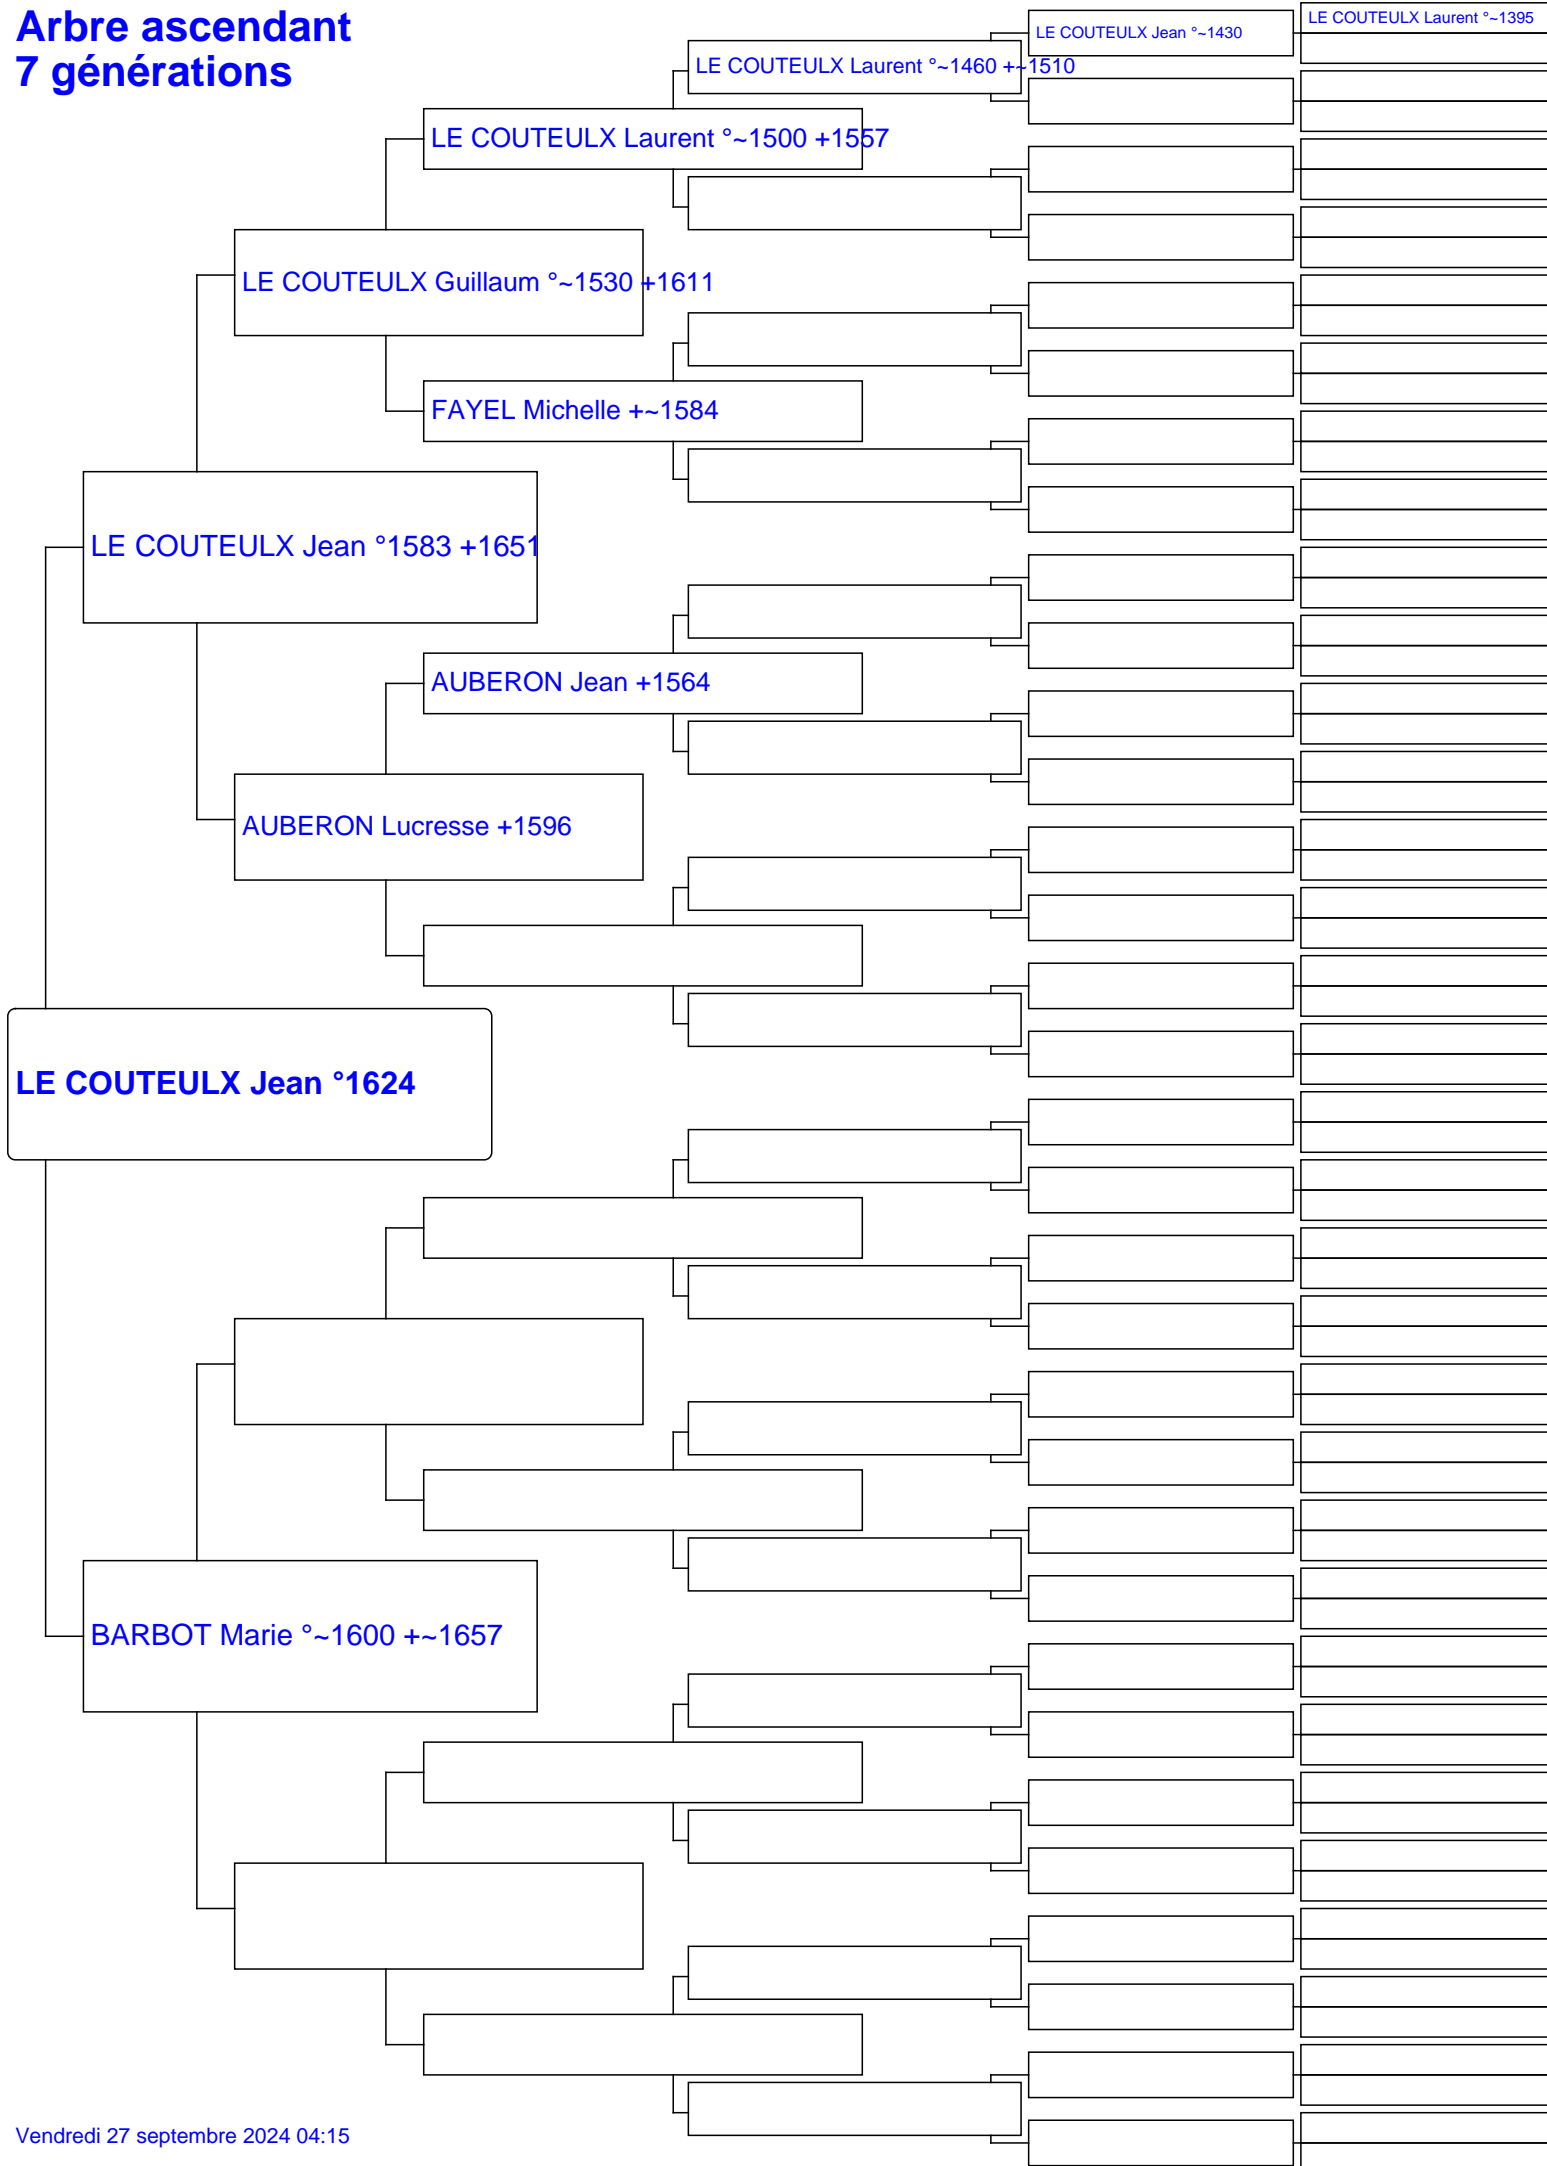 Arbre ascendant
7 générations
LE COUTEULX Laurent °~1395
LE COUTEULX Jean °~1430
LE COUTEULX Laurent °~1460 +~1510
LE COUTEULX Laurent °~1500 +1557
LE COUTEULX Guillaum °~1530 +1611
FAYEL Michelle +~1584
LE COUTEULX Jean °1583 +1651
AUBERON Jean +1564
AUBERON Lucresse +1596
LE COUTEULX Jean °1624
BARBOT Marie °~1600 +~1657
Vendredi 27 septembre 2024 04:15